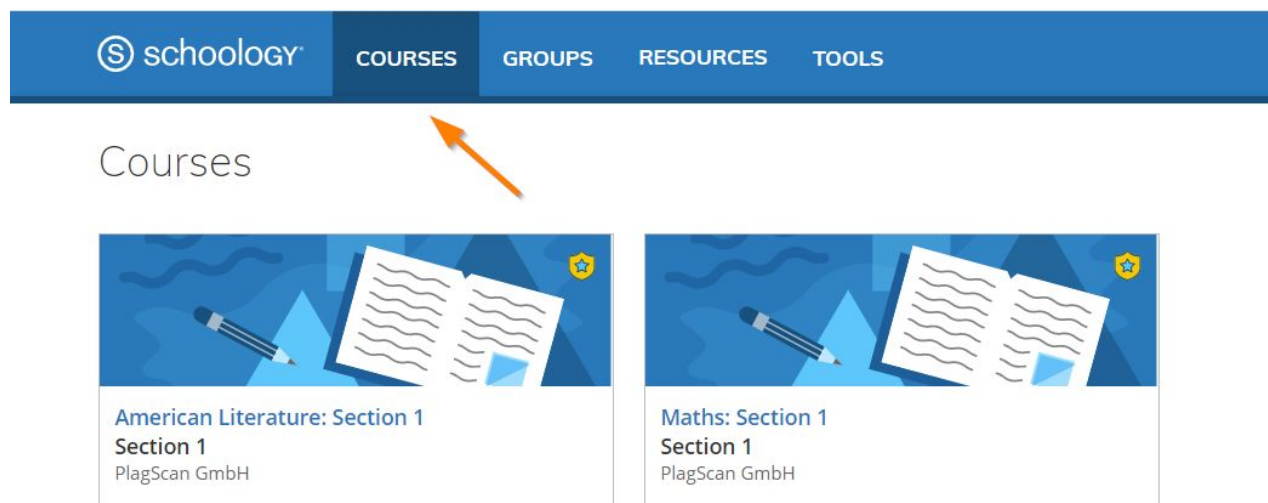 S schoology
COURSES
GROUPS
RESOURCES
TOOLS
Courses
American Literature: Section 1
Section 1
PlagScan GmbH
Maths: Section 1
Section 1
PlagScan GmbH